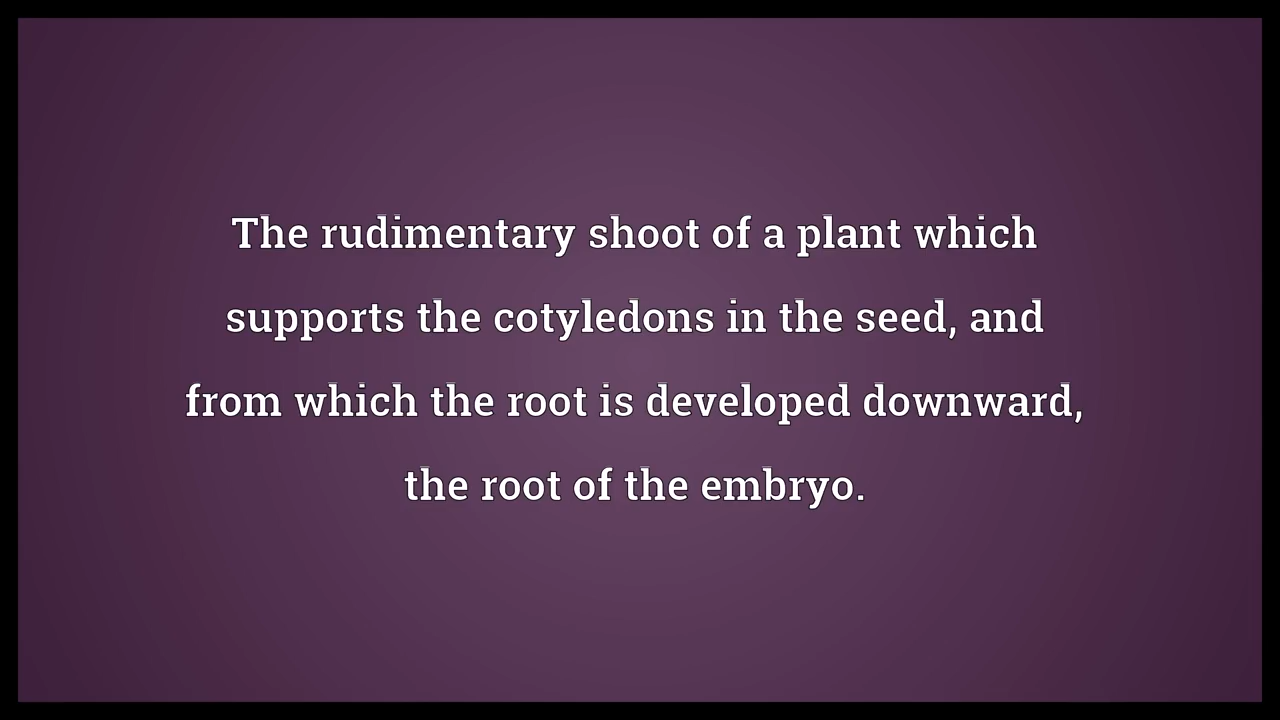 The rudimentary shoot of a plant which
supports the cotyledons in the seed, and
from which the root is developed downward,
the root of the embryo.